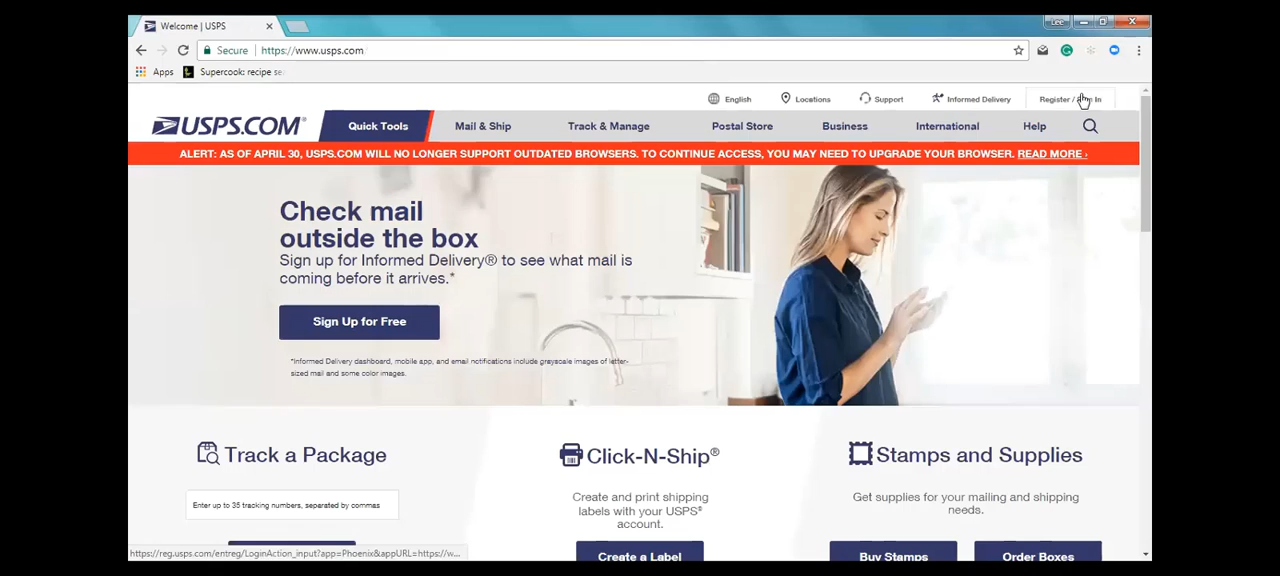 Welcome | USPS
Lee
Secure
https://www.usps.com
Apps
Supercook: recipe se
English
Locations
Support
Informed Delivery
Register / In
USPS.COM®
Quick Tools
Mail & Ship
Track & Manage
Postal Store
Business
International
Help
ALERT: AS OF APRIL 30, USPS.COM WILL NO LONGER SUPPORT OUTDATED BROWSERS. TO CONTINUE ACCESS, YOU MAY NEED TO UPGRADE YOUR BROWSER. READ MORE ›
Check mail
outside the box
Sign up for Informed Delivery® to see what mail is
coming before it arrives.*
Sign Up for Free
*Informed Delivery dashboard, mobile app, and email notifications include grayscale images of letter-
sized mail and some color images.
Track a Package
Enter up to 35 tracking numbers, separated by commas
Click-N-Ship®
Create and print shipping
labels with your USPS®
account.
Create a Label
Stamps and Supplies
Get supplies for your mailing and shipping
needs.
Buy Stamps
Order Boxes
https://reg.usps.com/entreg/LoginAction_input?app=Phoenix&appURL=https://w...